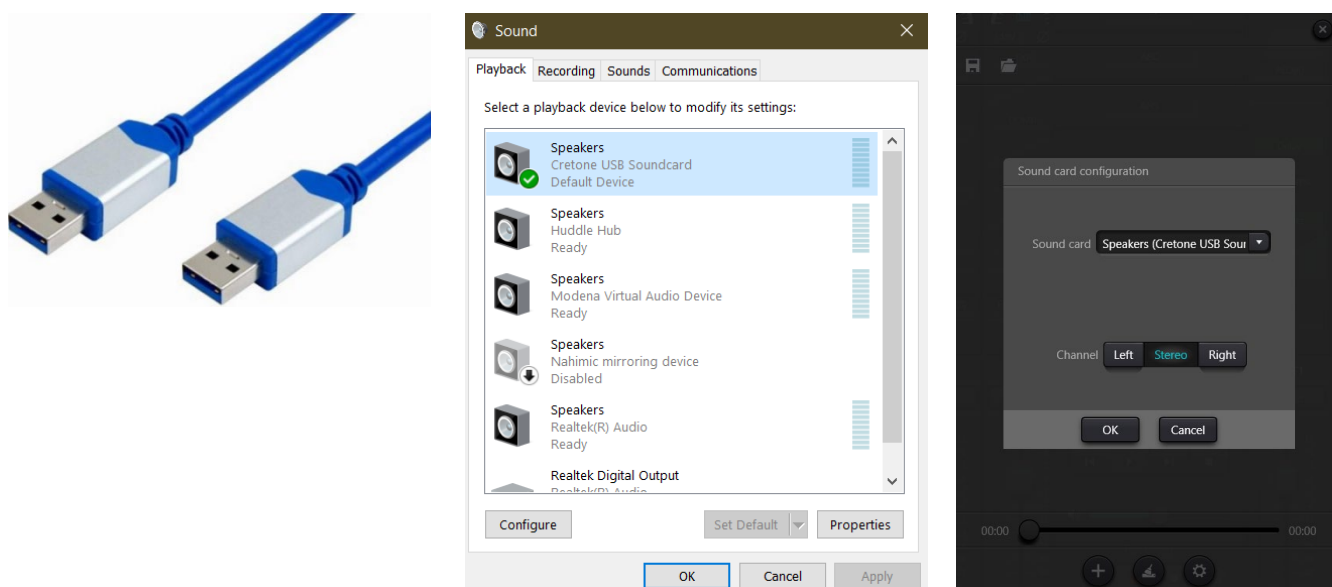 Sound
Playback Recording Sounds Communications
Select a playback device below to modify its settings:
Speakers
Cretone USB Soundcard
Default Device
Speakers
Huddle Hub
Ready
Speakers
Modena Virtual Audio Device
Ready
Speakers
Nahimic mirroring device
Disabled
Speakers
Realtek(R) Audio
Ready
Realtek Digital Output
Realtek(R) Audio
Configure Set Default Properties
OK Cancel Apply
Sound card configuration
Sound card Speakers (Cretone USB Sour
Channel Left Stereo Right
OK Cancel
00:00 00:00